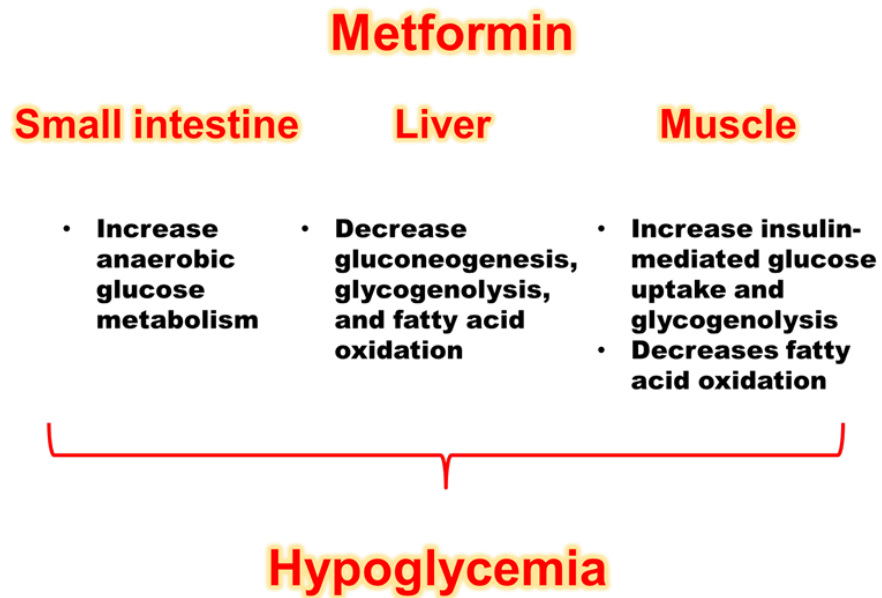 Metformin
Small intestine
Liver
Muscle
• Increase
anaerobic
glucose
metabolism
• Decrease
gluconeogenesis,
glycogenolysis,
and fatty acid
oxidation
• Increase insulin-
mediated glucose
uptake and
glycogenolysis
• Decreases fatty
acid oxidation
Hypoglycemia